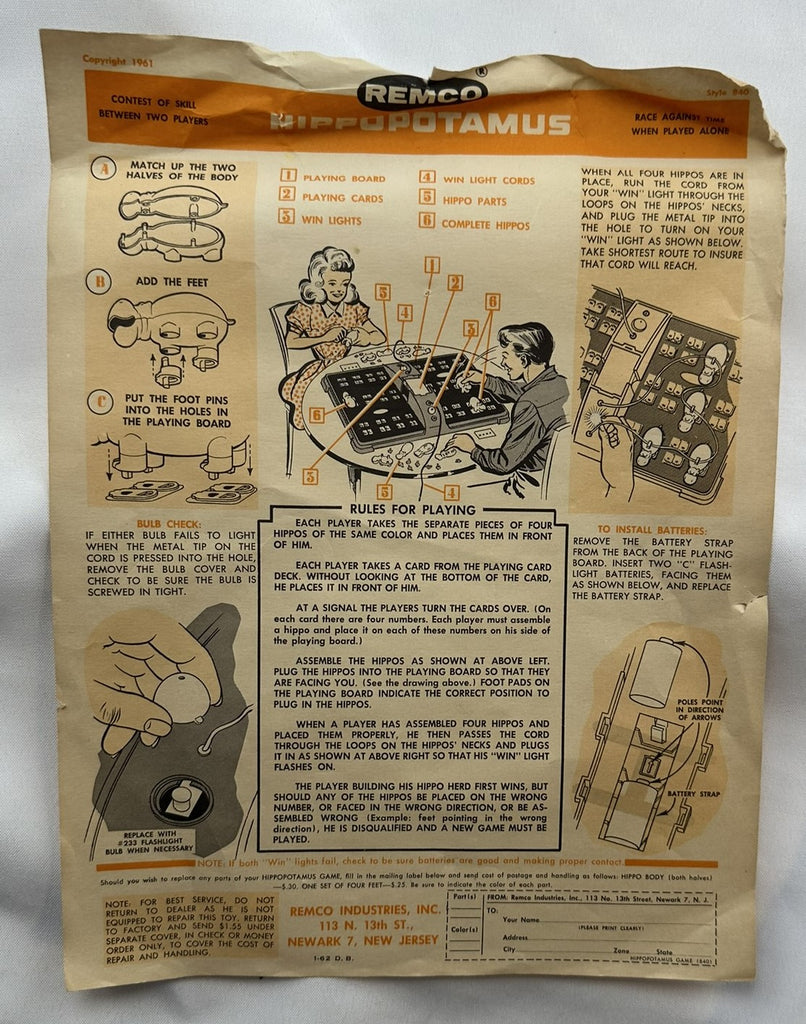 Copyright 1961
REMCO ®
Style 840
HIPPOPOTAMUS
CONTEST OF SKILL
BETWEEN TWO PLAYERS
RACE AGAINST TIME
WHEN PLAYED ALONE
A MATCH UP THE TWO
HALVES OF THE BODY
B ADD THE FEET
C PUT THE FOOT PINS
INTO THE HOLES IN
THE PLAYING BOARD
1 PLAYING BOARD
2 PLAYING CARDS
3 WIN LIGHTS
4 WIN LIGHT CORDS
5 HIPPO PARTS
6 COMPLETE HIPPOS
1
5
4
2
3
6
6
3
5
4
WHEN ALL FOUR HIPPOS ARE IN
PLACE, RUN THE CORD FROM
YOUR "WIN" LIGHT THROUGH THE
LOOPS ON THE HIPPOS' NECKS,
AND PLUG THE METAL TIP INTO
THE HOLE TO TURN ON YOUR
"WIN" LIGHT AS SHOWN BELOW.
TAKE SHORTEST ROUTE TO INSURE
THAT CORD WILL REACH.
BULB CHECK:
IF EITHER BULB FAILS TO LIGHT
WHEN THE METAL TIP ON THE
CORD IS PRESSED INTO THE HOLE,
REMOVE THE BULB COVER AND
CHECK TO BE SURE THE BULB IS
SCREWED IN TIGHT.
REPLACE WITH
#233 FLASHLIGHT
BULB WHEN NECESSARY
RULES FOR PLAYING
EACH PLAYER TAKES THE SEPARATE PIECES OF FOUR
HIPPOS OF THE SAME COLOR AND PLACES THEM IN FRONT
OF HIM.
EACH PLAYER TAKES A CARD FROM THE PLAYING CARD
DECK. WITHOUT LOOKING AT THE BOTTOM OF THE CARD,
HE PLACES IT IN FRONT OF HIM.
AT A SIGNAL THE PLAYERS TURN THE CARDS OVER. (On
each card there are four numbers. Each player must assemble
a hippo and place it on each of these numbers on his side of
the playing board.)
ASSEMBLE THE HIPPOS AS SHOWN AT ABOVE LEFT.
PLUG THE HIPPOS INTO THE PLAYING BOARD SO THAT THEY
ARE FACING YOU. (See the drawing above.) FOOT PADS ON
THE PLAYING BOARD INDICATE THE CORRECT POSITION TO
PLUG IN THE HIPPOS.
WHEN A PLAYER HAS ASSEMBLED FOUR HIPPOS AND
PLACED THEM PROPERLY, HE THEN PASSES THE CORD
THROUGH THE LOOPS ON THE HIPPOS' NECKS AND PLUGS
IT IN AS SHOWN AT ABOVE RIGHT SO THAT HIS "WIN" LIGHT
FLASHES ON.
THE PLAYER BUILDING HIS HIPPO HERD FIRST WINS, BUT
SHOULD ANY OF THE HIPPOS BE PLACED ON THE WRONG
NUMBER, OR FACED IN THE WRONG DIRECTION, OR BE AS-
SEMBLED WRONG (Example: feet pointing in the wrong
direction), HE IS DISQUALIFIED AND A NEW GAME MUST BE
PLAYED.
TO INSTALL BATTERIES:
REMOVE THE BATTERY STRAP
FROM THE BACK OF THE PLAYING
BOARD. INSERT TWO "C" FLASH-
LIGHT BATTERIES, FACING THEM
AS SHOWN BELOW, AND REPLACE
THE BATTERY STRAP.
POLES POINT
IN DIRECTION
OF ARROWS
BATTERY STRAP
NOTE: If both "Win" lights fail, check to be sure batteries are good and making proper contact.
Should you wish to replace any parts of your HIPPOPOTAMUS GAME, fill in the mailing label below and send cost of postage and handling as follows: HIPPO BODY (both halves)
—$.30. ONE SET OF FOUR FEET—$.25. Be sure to indicate the color of each part.
NOTE: FOR BEST SERVICE, DO NOT
RETURN TO DEALER AS HE IS NOT
EQUIPPED TO REPAIR THIS TOY. RETURN
TO FACTORY AND SEND $1.55 UNDER
SEPARATE COVER, IN CHECK OR MONEY
ORDER ONLY, TO COVER THE COST OF
REPAIR AND HANDLING.
REMCO INDUSTRIES, INC.
113 N. 13th ST.,
NEWARK 7, NEW JERSEY
1-62 D. B.
Part(s)
Color(s)
FROM: Remco Industries, Inc., 113 No. 13th Street, Newark 7, N. J.
TO:
Your Name
(PLEASE PRINT CLEARLY)
Address
City Zone State
HIPPOPOTAMUS GAME (840)